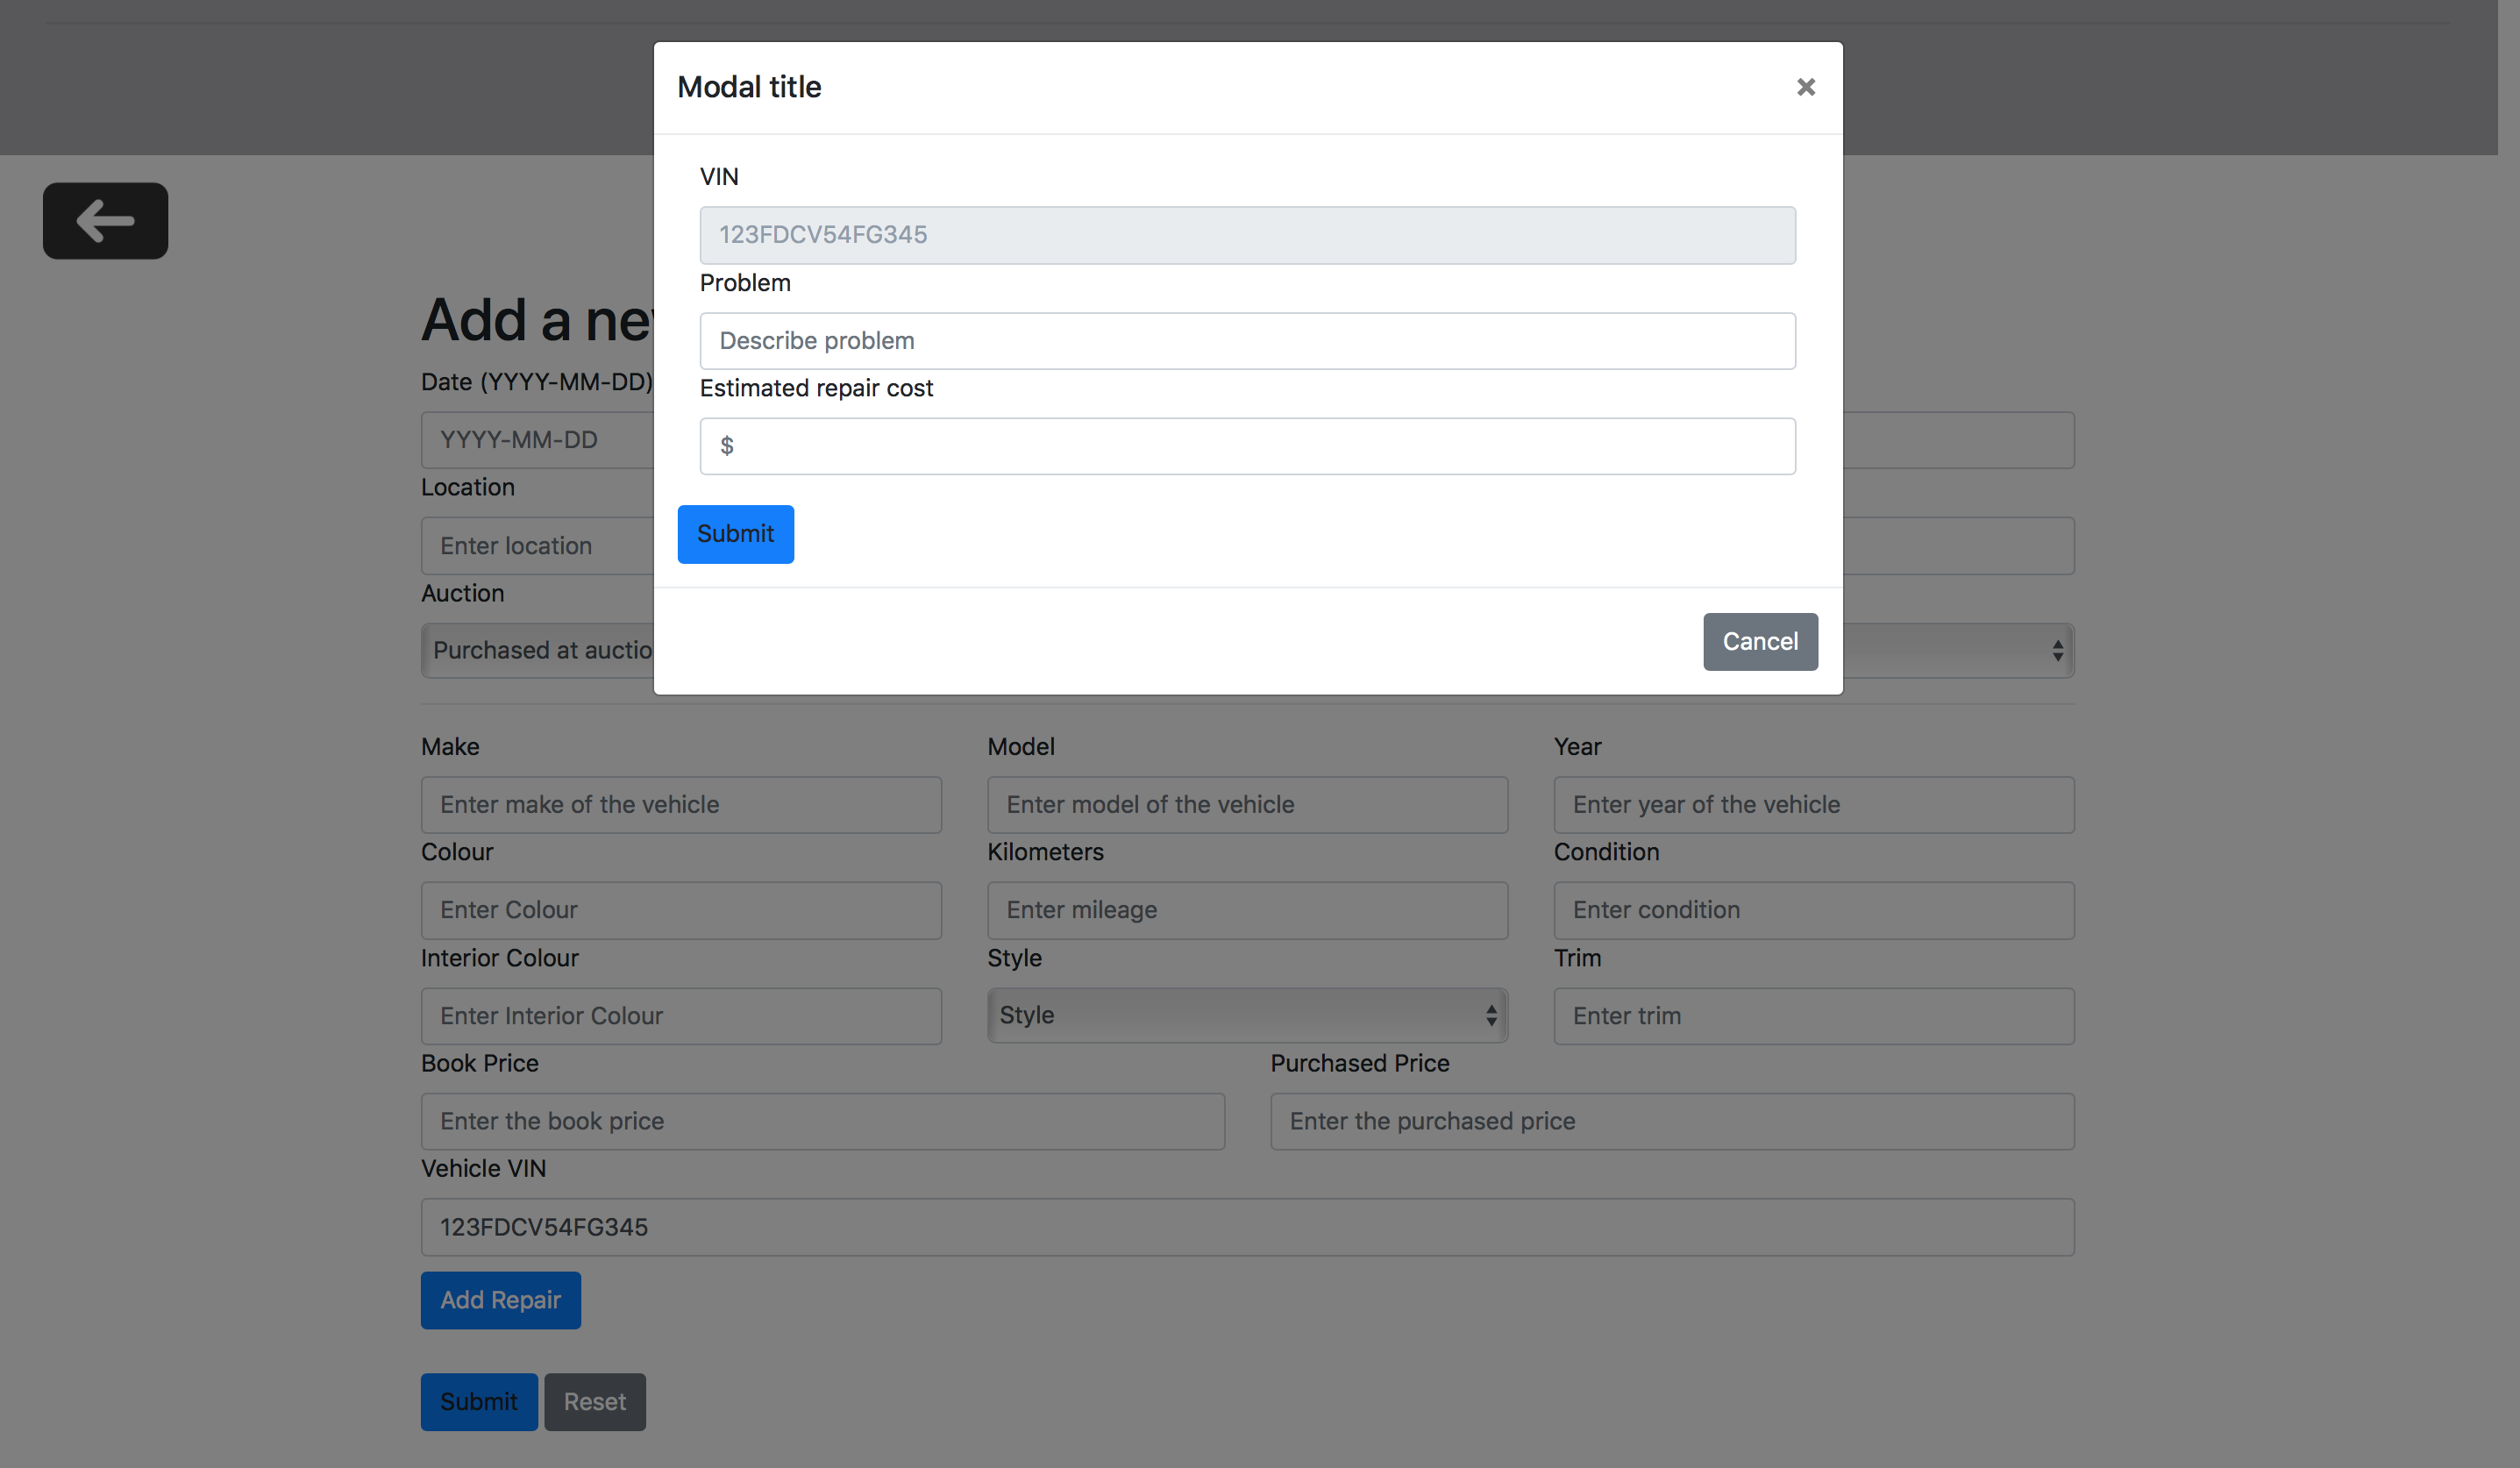 Modal title
×
VIN
123FDCV54FG345
Problem
Describe problem
Estimated repair cost
$
Submit
Cancel
Add a ne
Date (YYYY-MM-DD)
YYYY-MM-DD
Location
Enter location
Auction
Purchased at auctio
Make Model Year
Enter make of the vehicle Enter model of the vehicle Enter year of the vehicle
Colour Kilometers Condition
Enter Colour Enter mileage Enter condition
Interior Colour Style Trim
Enter Interior Colour Style Enter trim
Book Price Purchased Price
Enter the book price Enter the purchased price
Vehicle VIN
123FDCV54FG345
Add Repair
Submit Reset